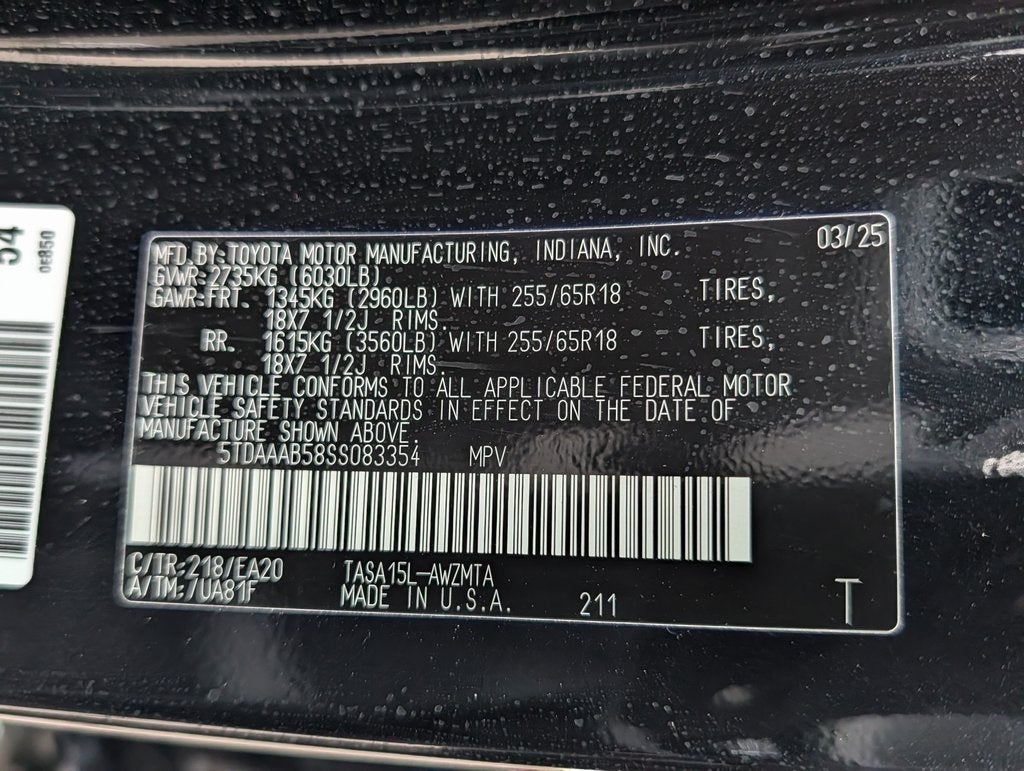 54
0E850
03/25
MFD.BY:TOYOTA MOTOR MANUFACTURING, INDIANA, INC.
GVWR:2735KG (6030LB)
GAWR:FRT. 1345KG (2960LB) WITH 255/65R18 TIRES,
18X7 1/2J RIMS.
RR. 1615KG (3560LB) WITH 255/65R18 TIRES,
18X7 1/2J RIMS.
THIS VEHICLE CONFORMS TO ALL APPLICABLE FEDERAL MOTOR
VEHICLE SAFETY STANDARDS IN EFFECT ON THE DATE OF
MANUFACTURE SHOWN ABOVE.
5TDAAAB58SS083354 MPV
C/TR:218/EA20 TASA15L-AWZMTA
A/TM:/UA81F MADE IN U.S.A. 211 T